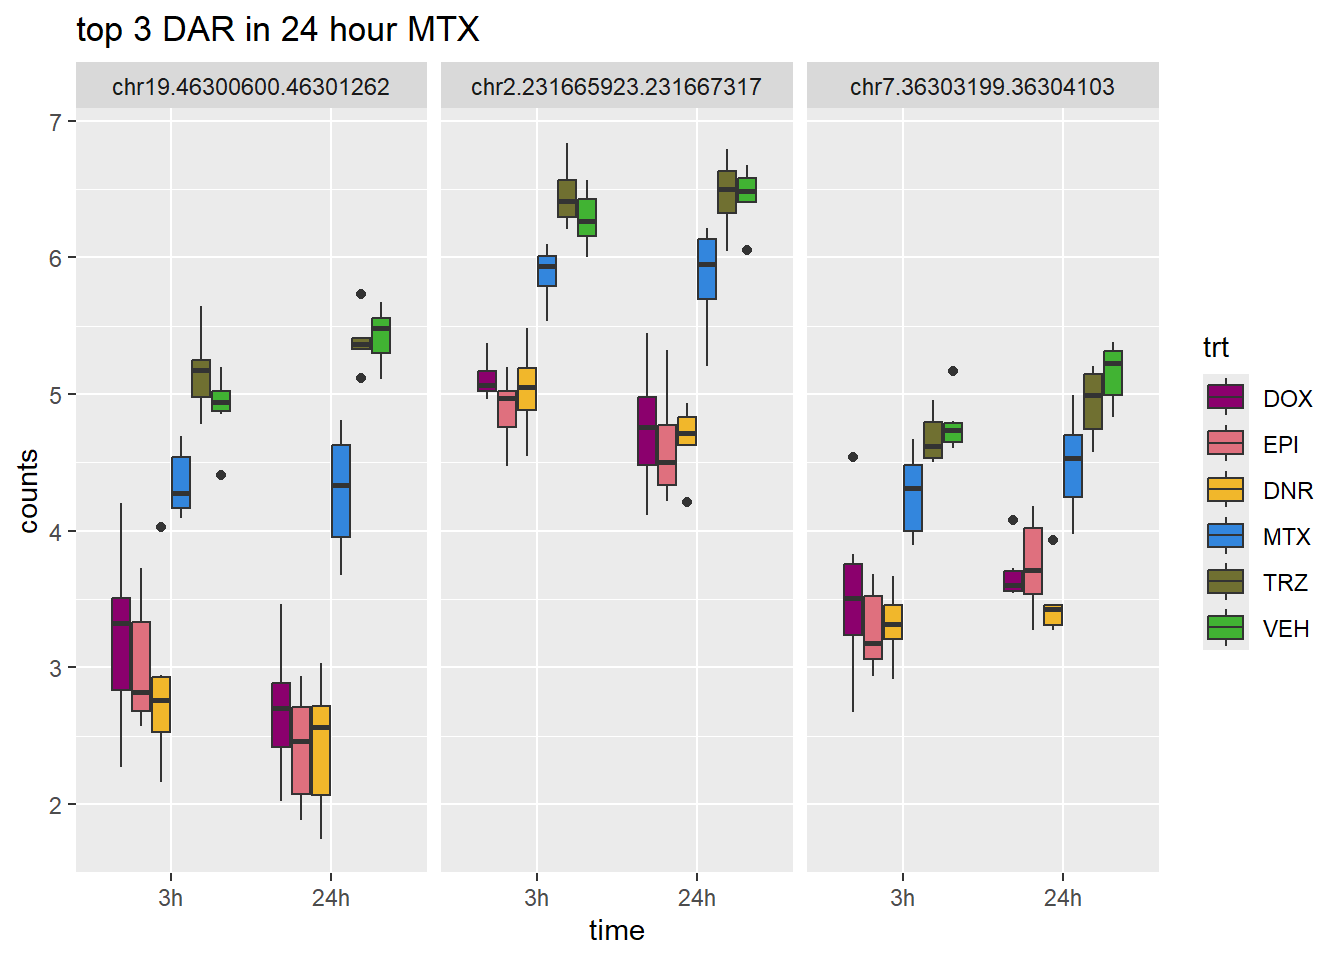 top 3 DAR in 24 hour MTX
chr19.46300600.46301262
chr2.231665923.231667317
chr7.36303199.36304103
7
6
5
4
3
2
counts
3h
24h
3h
24h
3h
24h
time
trt
DOX
EPI
DNR
MTX
TRZ
VEH